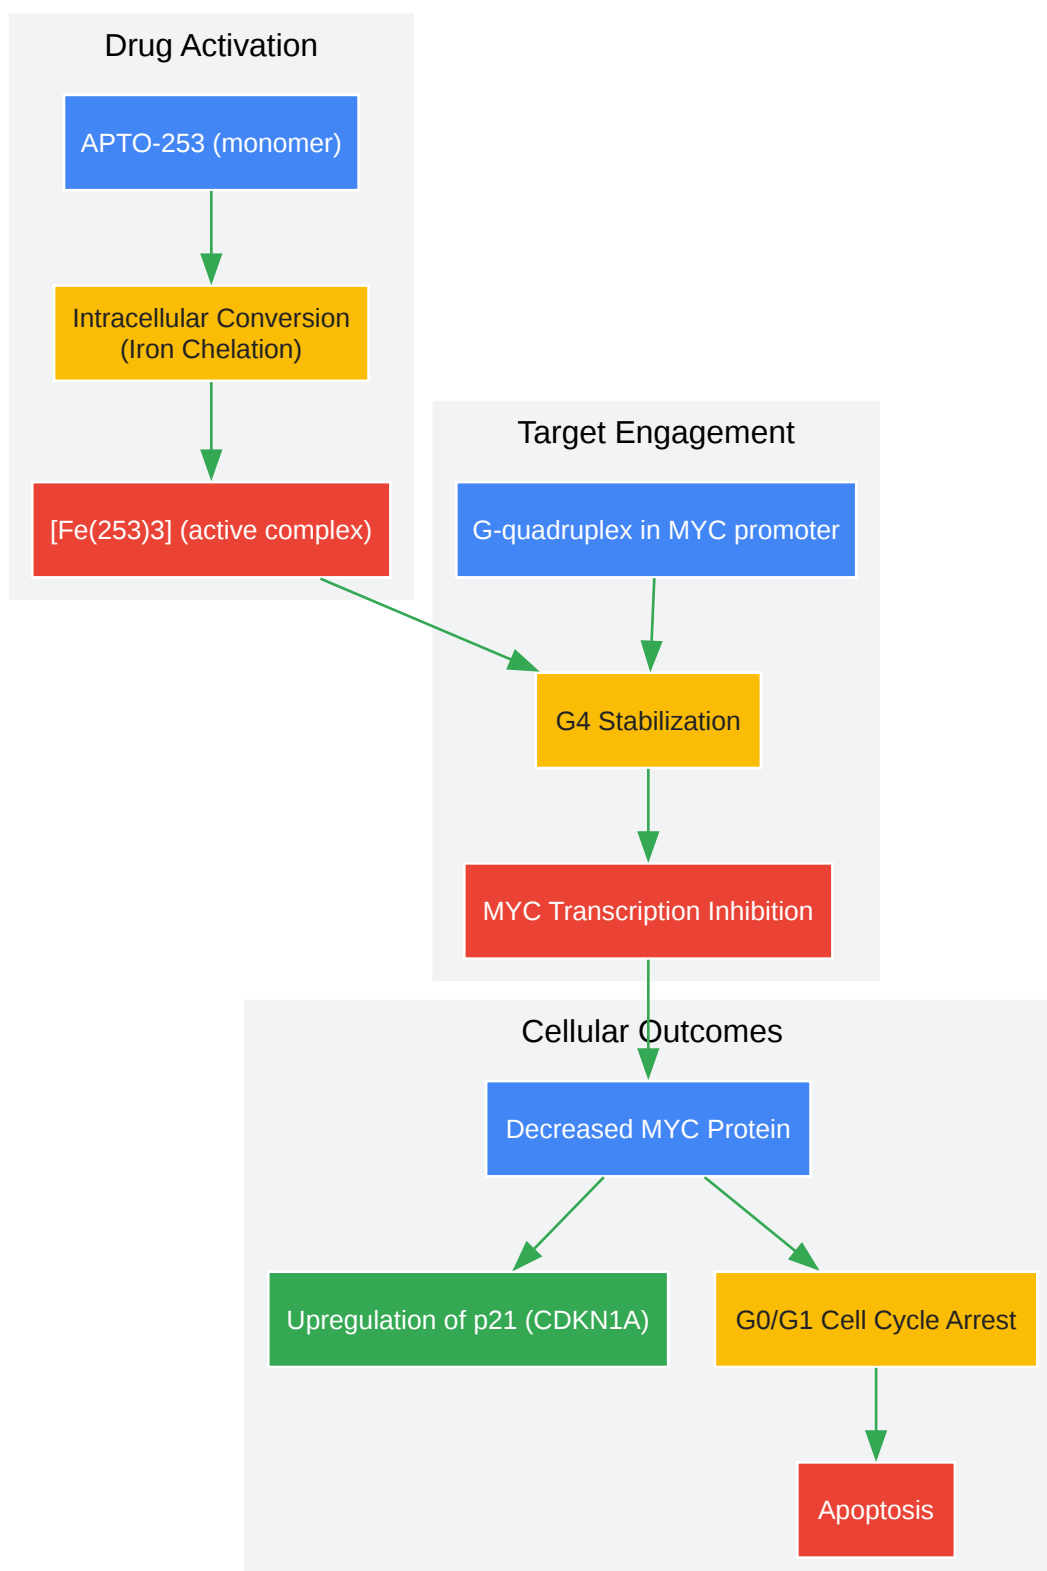 Drug Activation
APTO-253 (monomer)
Intracellular Conversion
(Iron Chelation)
[Fe(253)3] (active complex)
Target Engagement
G-quadruplex in MYC promoter
G4 Stabilization
MYC Transcription Inhibition
Cellular Outcomes
Decreased MYC Protein
Upregulation of p21 (CDKN1A)
G0/G1 Cell Cycle Arrest
Apoptosis